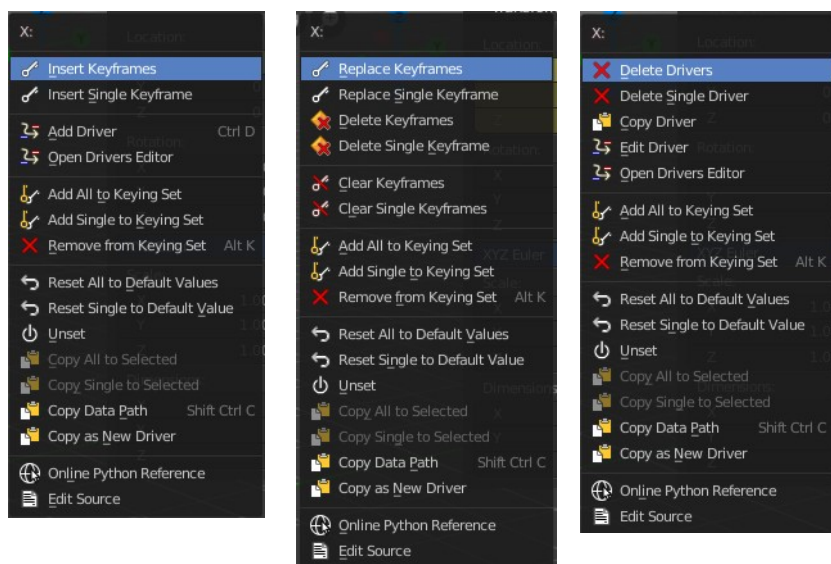 X:
Insert Keyframes
Insert Single Keyframe
Add Driver Ctrl D
Open Drivers Editor
Add All to Keying Set
Add Single to Keying Set
Remove from Keying Set Alt K
Reset All to Default Values
Reset Single to Default Value
Unset
Copy All to Selected
Copy Single to Selected
Copy Data Path Shift Ctrl C
Copy as New Driver
Online Python Reference
Edit Source
X:
Replace Keyframes
Replace Single Keyframe
Delete Keyframes
Delete Single Keyframe
Clear Keyframes
Clear Single Keyframes
Add All to Keying Set
Add Single to Keying Set
Remove from Keying Set Alt K
Reset All to Default Values
Reset Single to Default Value
Unset
Copy All to Selected
Copy Single to Selected
Copy Data Path Shift Ctrl C
Copy as New Driver
Online Python Reference
Edit Source
X:
Delete Drivers
Delete Single Driver
Copy Driver
Edit Driver
Open Drivers Editor
Add All to Keying Set
Add Single to Keying Set
Remove from Keying Set Alt K
Reset All to Default Values
Reset Single to Default Value
Unset
Copy All to Selected
Copy Single to Selected
Copy Data Path Shift Ctrl C
Copy as New Driver
Online Python Reference
Edit Source